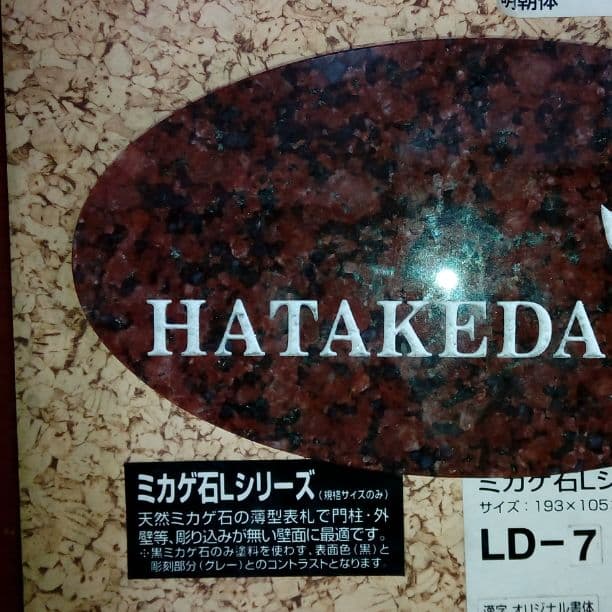 明朝体
HATAKEDA
ミカゲ石Lシリーズ(規格サイズのみ)
天然ミカゲ石の薄型表札で門柱・外
壁等、彫り込みが無い壁面に最適です。
※黒ミカゲ石のみ塗料を使わず、表面色(黒)と
彫刻部分(グレー)とのコントラストとなります。
ミカゲ石Lシ
サイズ:193×105
LD-7
漢字 オリジナル書体